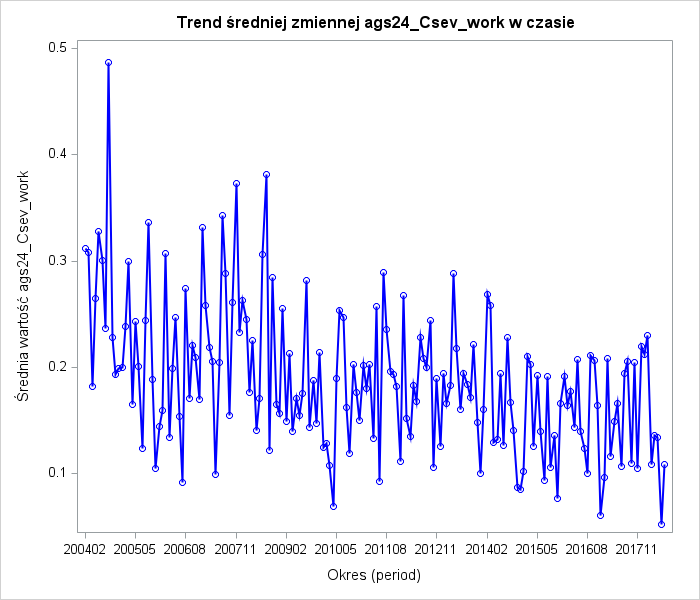 Trend średniej zmiennej ags24_Csev_work w czasie
0.5
0.4
0.3
0.2
0.1
Średnia wartość ags24_Csev_work
200402 200505 200608 200711 200902 201005 201108 201211 201402 201505 201608 201711
Okres (period)